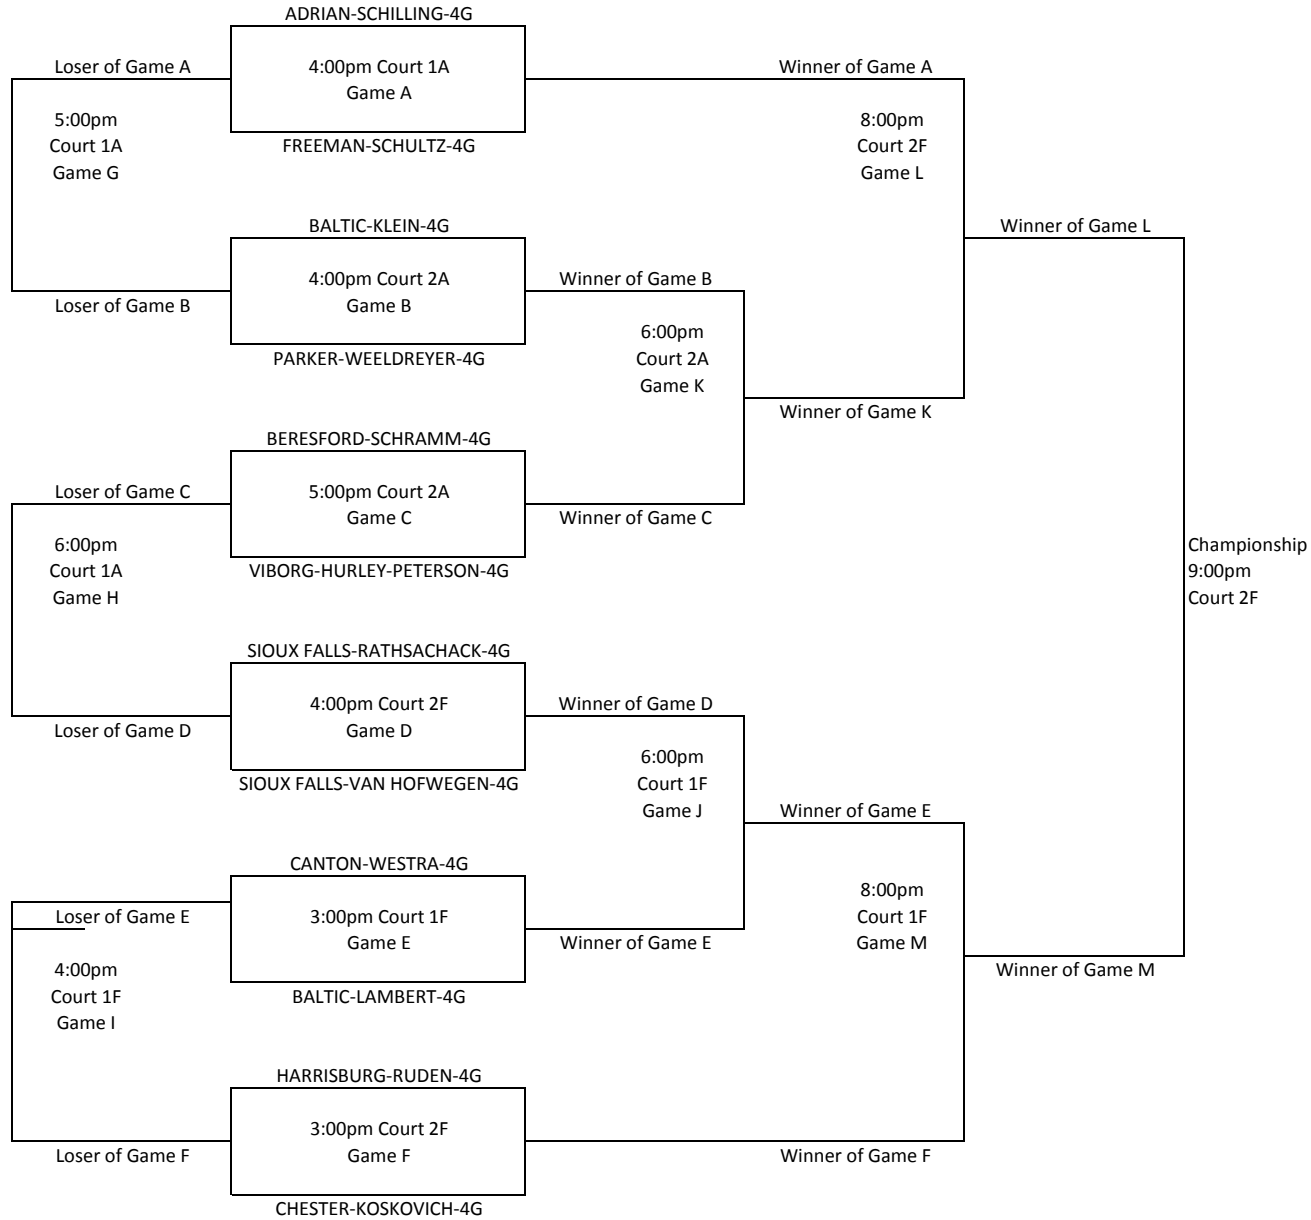 ADRIAN-SCHILLING-4G
Loser of Game A
4:00pm Court 1A
Game A
Winner of Game A
5:00pm
Court 1A
Game G
FREEMAN-SCHULTZ-4G
8:00pm
Court 2F
Game L
BALTIC-KLEIN-4G
Winner of Game L
4:00pm Court 2A
Game B
Winner of Game B
Loser of Game B
6:00pm
Court 2A
Game K
PARKER-WEELDREYER-4G
Winner of Game K
BERESFORD-SCHRAMM-4G
Loser of Game C
5:00pm Court 2A
Game C
Winner of Game C
6:00pm
Court 1A
Game H
VIBORG-HURLEY-PETERSON-4G
Championship
9:00pm
Court 2F
SIOUX FALLS-RATHSACHACK-4G
4:00pm Court 2F
Game D
Winner of Game D
Loser of Game D
6:00pm
Court 1F
Game J
SIOUX FALLS-VAN HOFWEGEN-4G
Winner of Game E
CANTON-WESTRA-4G
Loser of Game E
3:00pm Court 1F
Game E
Winner of Game E
8:00pm
Court 1F
Game M
4:00pm
Court 1F
Game I
BALTIC-LAMBERT-4G
Winner of Game M
HARRISBURG-RUDEN-4G
3:00pm Court 2F
Game F
Loser of Game F
Winner of Game F
CHESTER-KOSKOVICH-4G